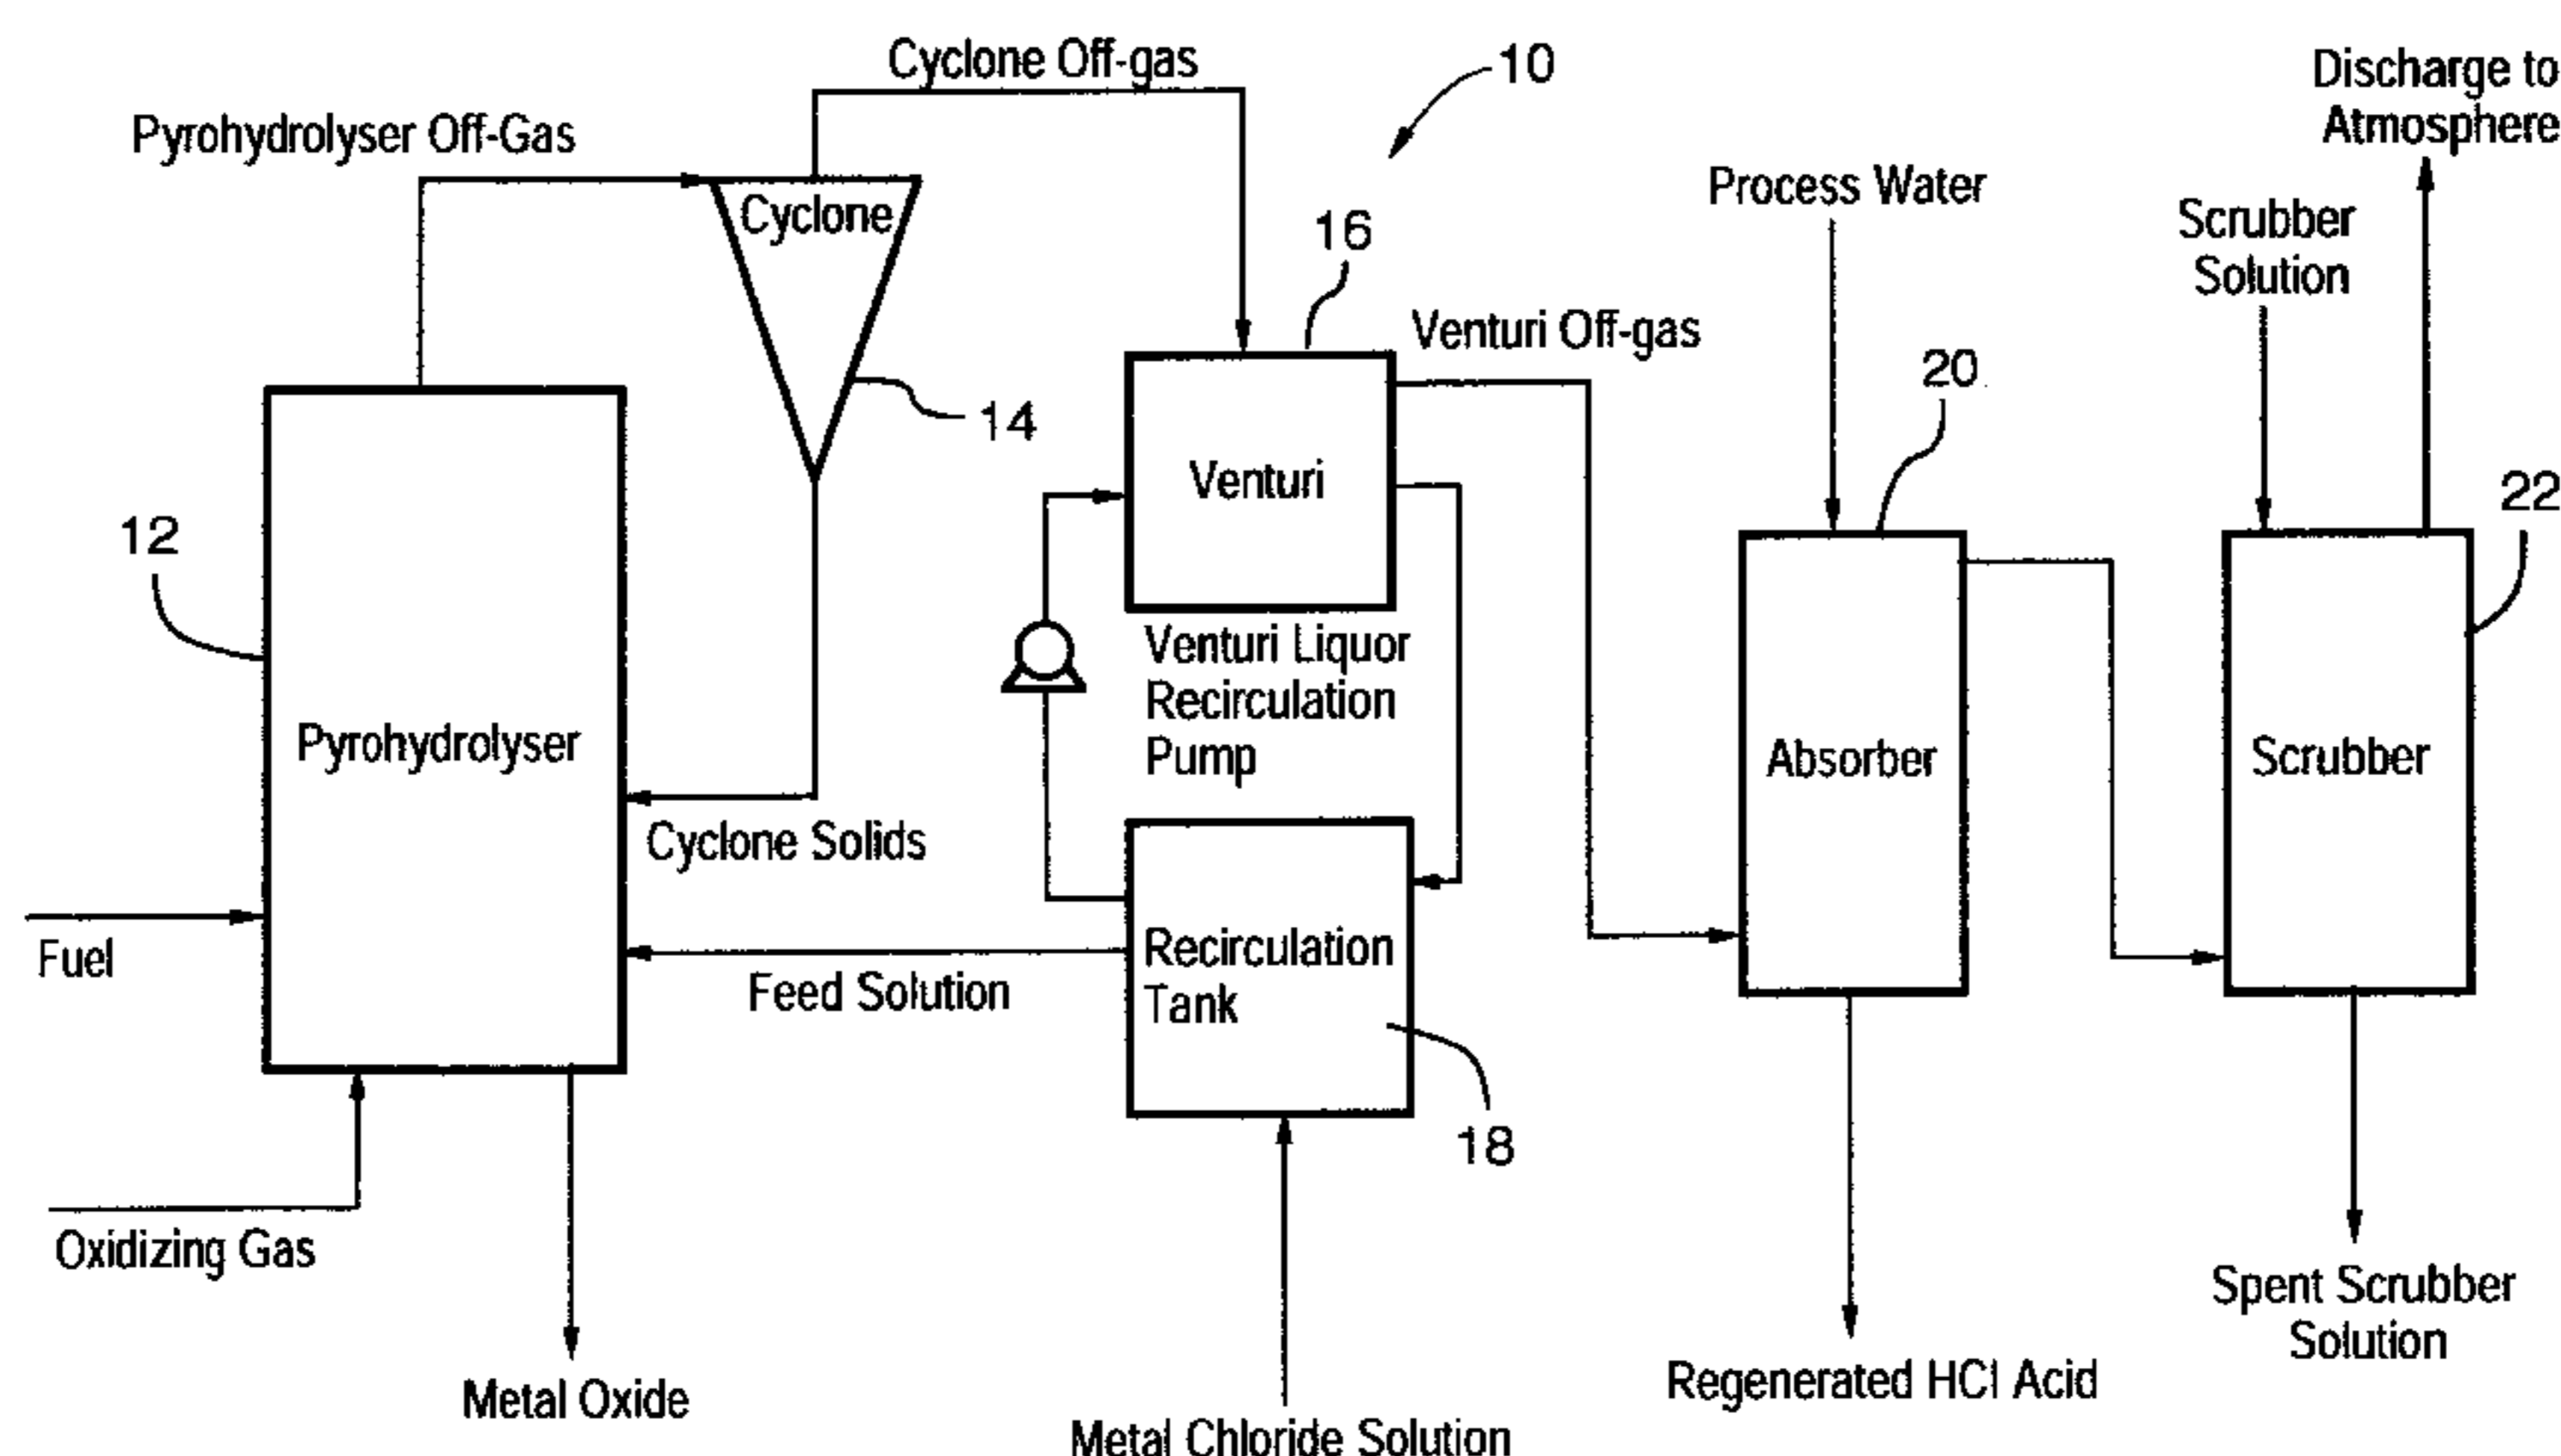 Cyclone Off-gas
10
Discharge to
Atmosphere
Pyrohydrolyser Off-Gas
Process Water
Cyclone
Scrubber
Solution
16
Venturi Off-gas
20
14
Venturi
22
12
Venturi Liquor
Recirculation
Pump
Pyrohydrolyser
Absorber
Scrubber
Cyclone Solids
Fuel
Recirculation
Tank
Feed Solution
18
Oxidizing Gas
Spent Scrubber
Solution
Metal Oxide
Regenerated HCl Acid
Metal Chloride Solution